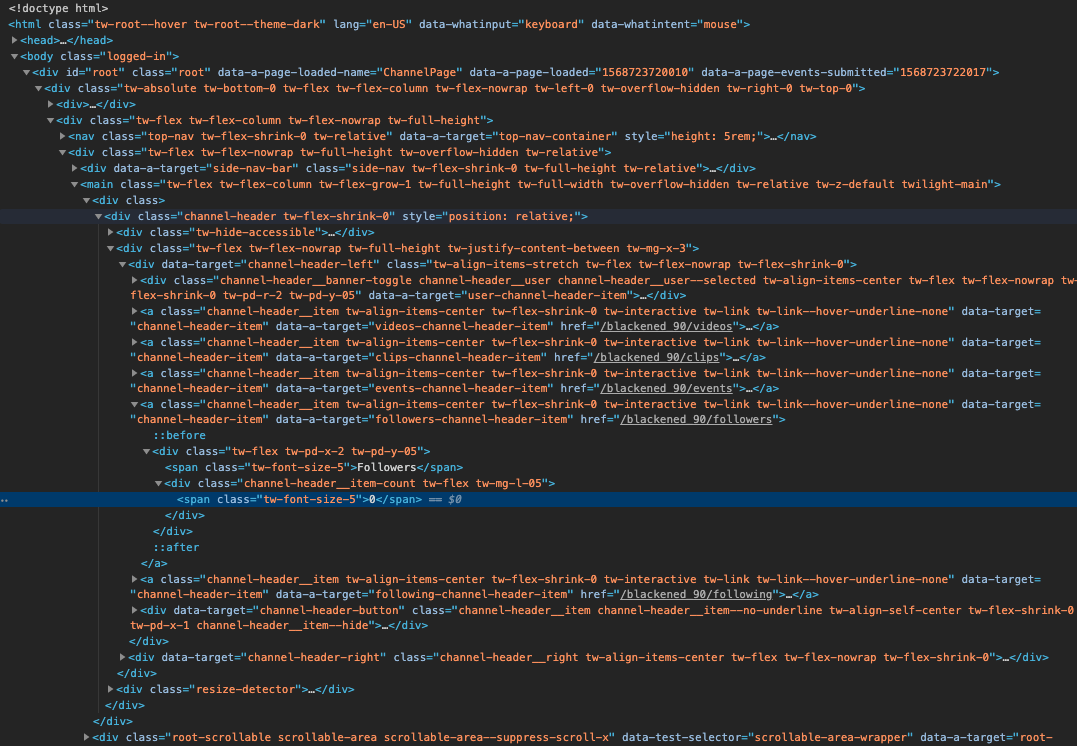 <!doctype html>
<html class="tw-root--hover tw-root--theme-dark" lang="en-US" data-whatinput="keyboard" data-whatintent="mouse">
▶<head>…</head>
▼<body class="logged-in">
▼<div id="root" class="root" data-a-page-loaded-name="ChannelPage" data-a-page-loaded="1568723720010" data-a-page-events-submitted="1568723722017">
▼<div class="tw-absolute tw-bottom-0 tw-flex tw-flex-column tw-flex-nowrap tw-left-0 tw-overflow-hidden tw-right-0 tw-top-0">
▶<div>…</div>
▼<div class="tw-flex tw-flex-column tw-flex-nowrap tw-full-height">
▶<nav class="top-nav tw-flex-shrink-0 tw-relative" data-a-target="top-nav-container" style="height: 5rem;">…</nav>
▼<div class="tw-flex tw-flex-nowrap tw-full-height tw-overflow-hidden tw-relative">
▶<div data-a-target="side-nav-bar" class="side-nav tw-flex-shrink-0 tw-full-height tw-relative">…</div>
▼<main class="tw-flex tw-flex-column tw-flex-grow-1 tw-full-height tw-full-width tw-overflow-hidden tw-relative tw-z-default twilight-main">
▼<div class>
▼<div class="channel-header tw-flex-shrink-0" style="position: relative;">
▶<div class="tw-hide-accessible">…</div>
▼<div class="tw-flex tw-flex-nowrap tw-full-height tw-justify-content-between tw-mg-x-3">
▼<div data-target="channel-header-left" class="tw-align-items-stretch tw-flex tw-flex-nowrap tw-flex-shrink-0">
▶<div class="channel-header__banner-toggle channel-header__user channel-header__user--selected tw-align-items-center tw-flex tw-flex-nowrap tw-
flex-shrink-0 tw-pd-r-2 tw-pd-y-05" data-a-target="user-channel-header-item">…</div>
▶<a class="channel-header__item tw-align-items-center tw-flex-shrink-0 tw-interactive tw-link tw-link--hover-underline-none" data-target=
"channel-header-item" data-a-target="videos-channel-header-item" href="/blackened_90/videos">…</a>
▶<a class="channel-header__item tw-align-items-center tw-flex-shrink-0 tw-interactive tw-link tw-link--hover-underline-none" data-target=
"channel-header-item" data-a-target="clips-channel-header-item" href="/blackened_90/clips">…</a>
▶<a class="channel-header__item tw-align-items-center tw-flex-shrink-0 tw-interactive tw-link tw-link--hover-underline-none" data-target=
"channel-header-item" data-a-target="events-channel-header-item" href="/blackened_90/events">…</a>
▼<a class="channel-header__item tw-align-items-center tw-flex-shrink-0 tw-interactive tw-link tw-link--hover-underline-none" data-target=
"channel-header-item" data-a-target="followers-channel-header-item" href="/blackened_90/followers">
::before
▼<div class="tw-flex tw-pd-x-2 tw-pd-y-05">
<span class="tw-font-size-5">Followers</span>
▼<div class="channel-header__item-count tw-flex tw-mg-l-05">
<span class="tw-font-size-5">0</span> == $0
</div>
</div>
::after
</a>
▶<a class="channel-header__item tw-align-items-center tw-flex-shrink-0 tw-interactive tw-link tw-link--hover-underline-none" data-target=
"channel-header-item" data-a-target="following-channel-header-item" href="/blackened_90/following">…</a>
▶<div data-target="channel-header-button" class="channel-header__item channel-header__item--no-underline tw-align-self-center tw-flex-shrink-0
tw-pd-x-1 channel-header__item--hide">…</div>
</div>
▶<div data-target="channel-header-right" class="channel-header__right tw-align-items-center tw-flex tw-flex-nowrap tw-flex-shrink-0">…</div>
</div>
▶<div class="resize-detector">…</div>
</div>
</div>
▶<div class="root-scrollable scrollable-area scrollable-area--suppress-scroll-x" data-test-selector="scrollable-area-wrapper" data-a-target="root-